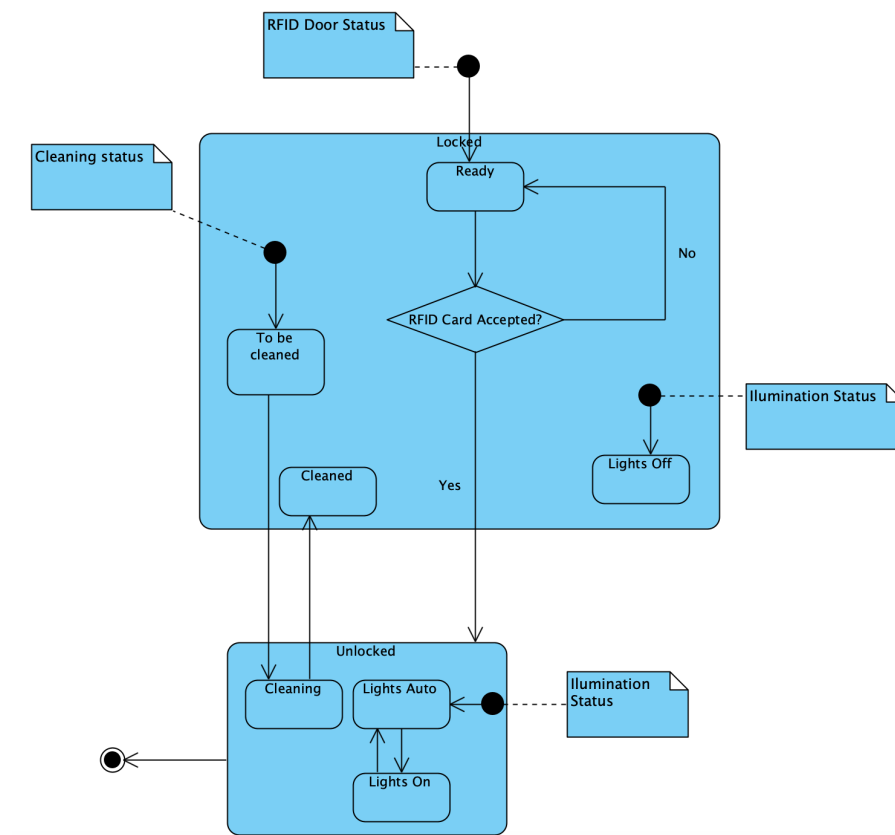 RFID Door Status
Locked
Cleaning status
Ready
No
RFID Card Accepted?
To be
cleaned
Ilumination Status
Lights Off
Cleaned
Yes
Unlocked
Cleaning
Lights Auto
Ilumination
Status
Lights On